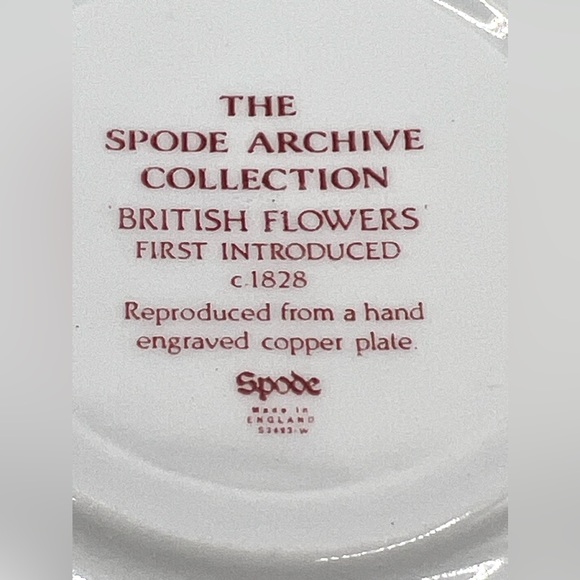 THE
SPODE ARCHIVE
COLLECTION
'BRITISH FLOWERS'
FIRST INTRODUCED
c.1828
Reproduced from a hand
engraved copper plate.
Spode
Made in
ENGLAND